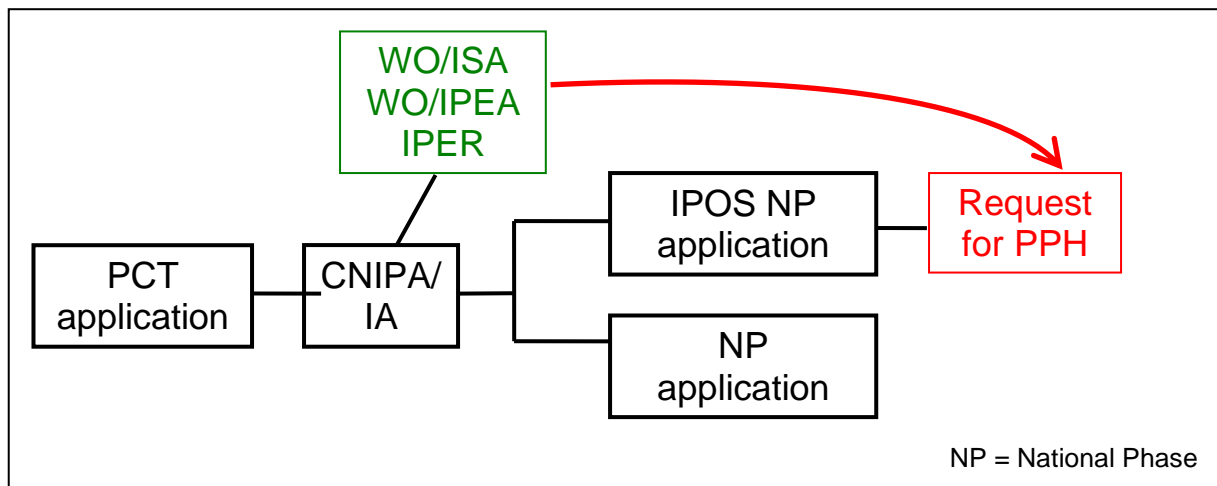 WO/ISA
WO/IPEA
IPER
PCT
application
CNIPA/
IA
IPOS NP
application
Request
for PPH
NP
application
NP = National Phase